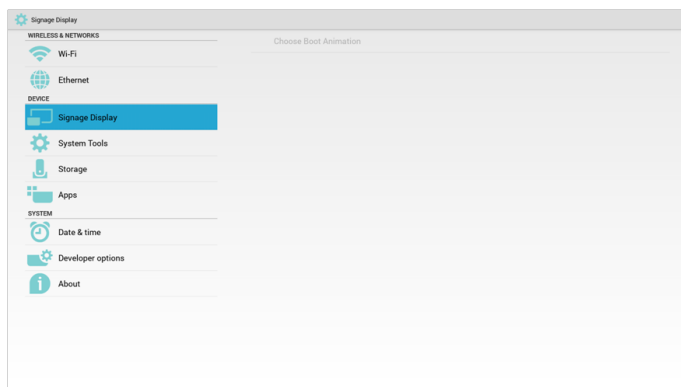 Signage Display
WIRELESS & NETWORKS
Wi-Fi
Ethernet
DEVICE
Signage Display
System Tools
Storage
Apps
SYSTEM
Date & time
Developer options
About
Choose Boot Animation